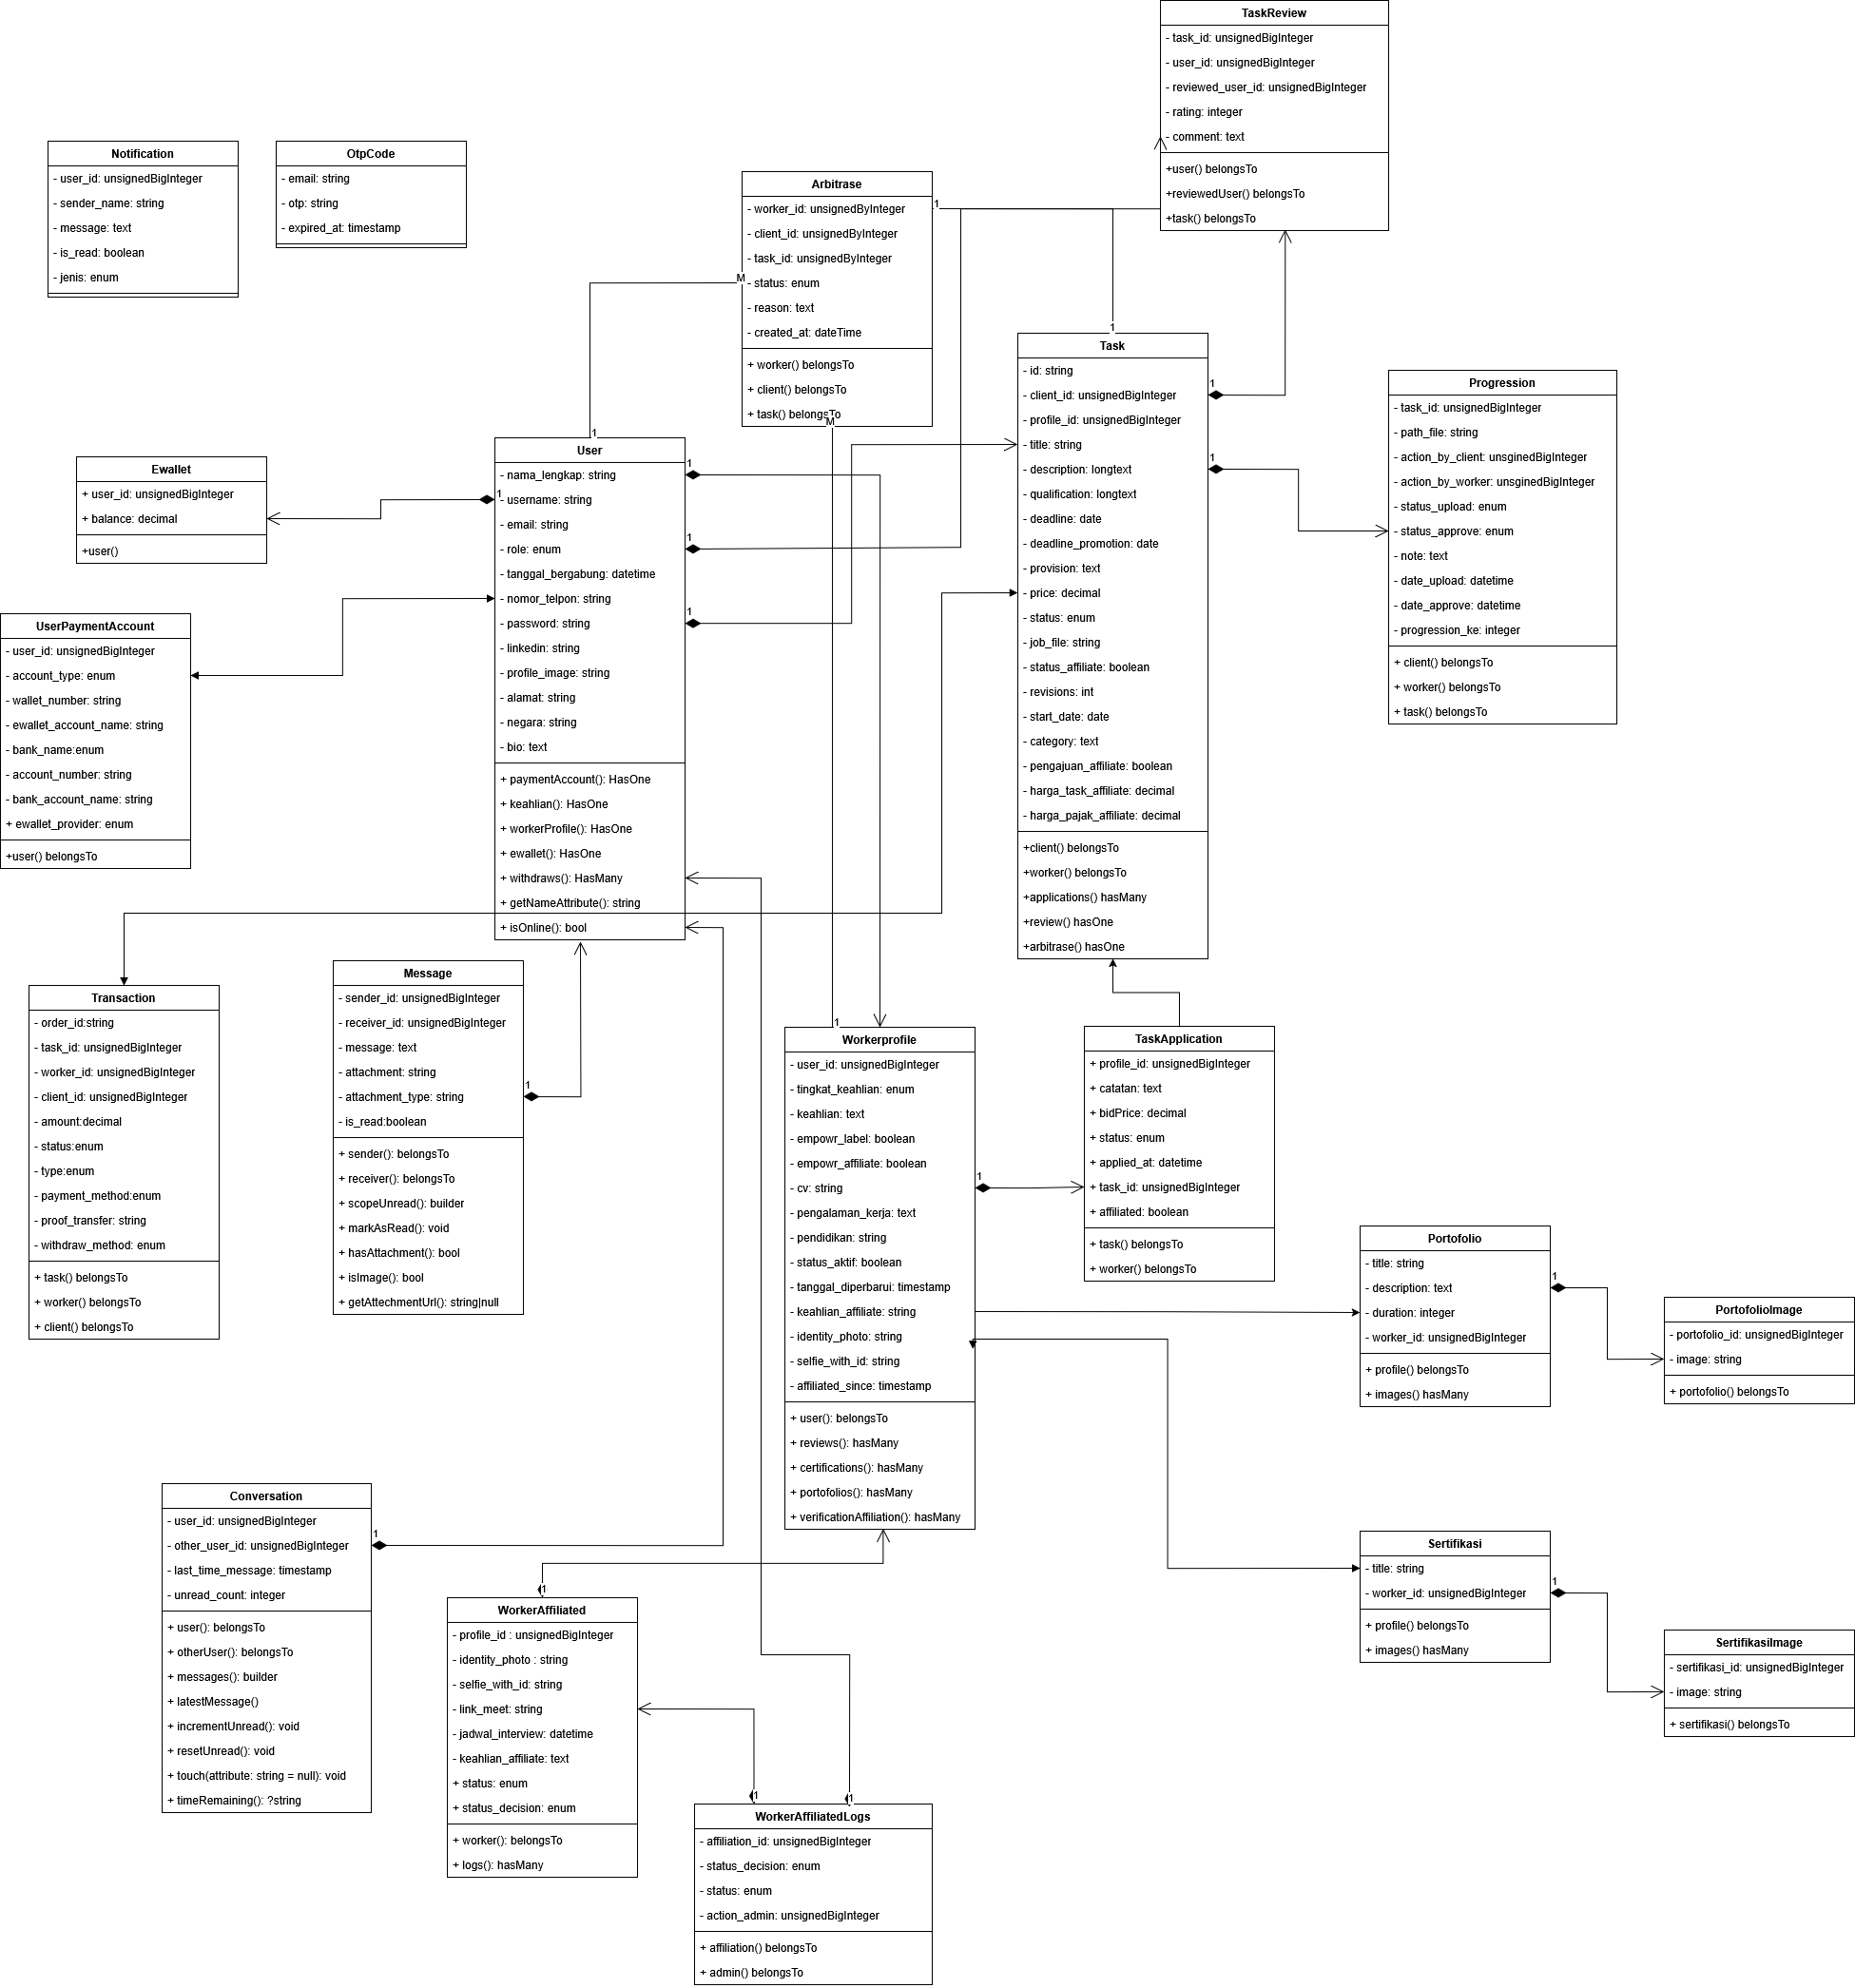 TaskReview
- task_id: unsignedBigInteger
- user_id: unsignedBigInteger
- reviewed_user_id: unsignedBigInteger
- rating: integer
- comment: text
+user() belongsTo
+reviewedUser() belongsTo
+task() belongsTo
Notification
- user_id: unsignedBigInteger
- sender_name: string
- message: text
- is_read: boolean
- jenis: enum
OtpCode
- email: string
- otp: string
- expired_at: timestamp
Arbitrase
- worker_id: unsignedByInteger
- client_id: unsignedByInteger
- task_id: unsignedByInteger
- status: enum
- reason: text
- created_at: dateTime
+ worker() belongsTo
+ client() belongsTo
+ task() belongsTo
1
M
M
1
1
Task
- id: string
- client_id: unsignedBigInteger
- profile_id: unsignedBigInteger
- title: string
- description: longtext
- qualification: longtext
- deadline: date
- deadline_promotion: date
- provision: text
- price: decimal
- status: enum
- job_file: string
- status_affiliate: boolean
- revisions: int
- start_date: date
- category: text
- pengajuan_affiliate: boolean
- harga_task_affiliate: decimal
- harga_pajak_affiliate: decimal
+client() belongsTo
+worker() belongsTo
+applications() hasMany
+review() hasOne
+arbitrase() hasOne
1
1
Progression
- task_id: unsignedBigInteger
- path_file: string
- action_by_client: unsginedBigInteger
- action_by_worker: unsginedBigInteger
- status_upload: enum
- status_approve: enum
- note: text
- date_upload: datetime
- date_approve: datetime
- progression_ke: integer
+ client() belongsTo
+ worker() belongsTo
+ task() belongsTo
User
- nama_lengkap: string
- username: string
- email: string
- role: enum
- tanggal_bergabung: datetime
- nomor_telpon: string
- password: string
- linkedin: string
- profile_image: string
- alamat: string
- negara: string
- bio: text
+ paymentAccount(): HasOne
+ keahlian(): HasOne
+ workerProfile(): HasOne
+ ewallet(): HasOne
+ withdraws(): HasMany
+ getNameAttribute(): string
+ isOnline(): bool
1
1
1
1
Ewallet
+ user_id: unsignedBigInteger
+ balance: decimal
+user()
UserPaymentAccount
- user_id: unsignedBigInteger
- account_type: enum
- wallet_number: string
- ewallet_account_name: string
- bank_name:enum
- account_number: string
- bank_account_name: string
+ ewallet_provider: enum
+user() belongsTo
Transaction
- order_id:string
- task_id: unsignedBigInteger
- worker_id: unsignedBigInteger
- client_id: unsignedBigInteger
- amount:decimal
- status:enum
- type:enum
- payment_method:enum
- proof_transfer: string
- withdraw_method: enum
+ task() belongsTo
+ worker() belongsTo
+ client() belongsTo
Message
- sender_id: unsignedBigInteger
- receiver_id: unsignedBigInteger
- message: text
- attachment: string
- attachment_type: string
- is_read:boolean
+ sender(): belongsTo
+ receiver(): belongsTo
+ scopeUnread(): builder
+ markAsRead(): void
+ hasAttachment(): bool
+ isImage(): bool
+ getAttechmentUrl(): string|null
1
1
Workerprofile
- user_id: unsignedBigInteger
- tingkat_keahlian: enum
- keahlian: text
- empowr_label: boolean
- empowr_affiliate: boolean
- cv: string
- pengalaman_kerja: text
- pendidikan: string
- status_aktif: boolean
- tanggal_diperbarui: timestamp
- keahlian_affiliate: string
- identity_photo: string
- selfie_with_id: string
- affiliated_since: timestamp
+ user(): belongsTo
+ reviews(): hasMany
+ certifications(): hasMany
+ portofolios(): hasMany
+ verificationAffiliation(): hasMany
1
TaskApplication
+ profile_id: unsignedBigInteger
+ catatan: text
+ bidPrice: decimal
+ status: enum
+ applied_at: datetime
+ task_id: unsignedBigInteger
+ affiliated: boolean
+ task() belongsTo
+ worker() belongsTo
Portofolio
- title: string
- description: text
- duration: integer
- worker_id: unsignedBigInteger
+ profile() belongsTo
+ images() hasMany
1
PortofolioImage
- portofolio_id: unsignedBigInteger
- image: string
+ portofolio() belongsTo
Conversation
- user_id: unsignedBigInteger
- other_user_id: unsignedBigInteger
- last_time_message: timestamp
- unread_count: integer
+ user(): belongsTo
+ otherUser(): belongsTo
+ messages(): builder
+ latestMessage()
+ incrementUnread(): void
+ resetUnread(): void
+ touch(attribute: string = null): void
+ timeRemaining(): ?string
1
1
WorkerAffiliated
- profile_id : unsignedBigInteger
- identity_photo : string
- selfie_with_id: string
- link_meet: string
- jadwal_interview: datetime
- keahlian_affiliate: text
+ status: enum
+ status_decision: enum
+ worker(): belongsTo
+ logs(): hasMany
1
1
WorkerAffiliatedLogs
- affiliation_id: unsignedBigInteger
- status_decision: enum
- status: enum
- action_admin: unsignedBigInteger
+ affiliation() belongsTo
+ admin() belongsTo
Sertifikasi
- title: string
- worker_id: unsignedBigInteger
+ profile() belongsTo
+ images() hasMany
1
SertifikasiImage
- sertifikasi_id: unsignedBigInteger
- image: string
+ sertifikasi() belongsTo